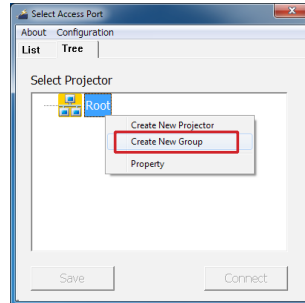 Select Access Port
About Configuration
List Tree
Select Projector
Root
Create New Projector
Create New Group
Property
Save Connect